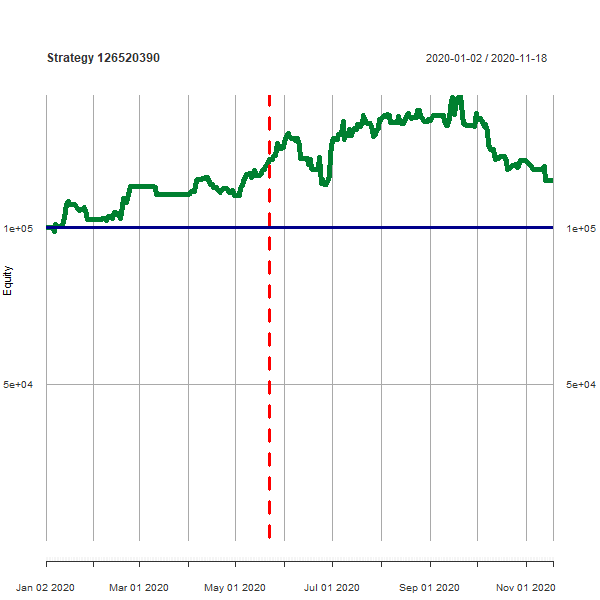 Strategy 126520390
2020-01-02 / 2020-11-18
1e+05
1e+05
Equity
5e+04
5e+04
Jan 02 2020
Mar 01 2020
May 01 2020
Jul 01 2020
Sep 01 2020
Nov 01 2020